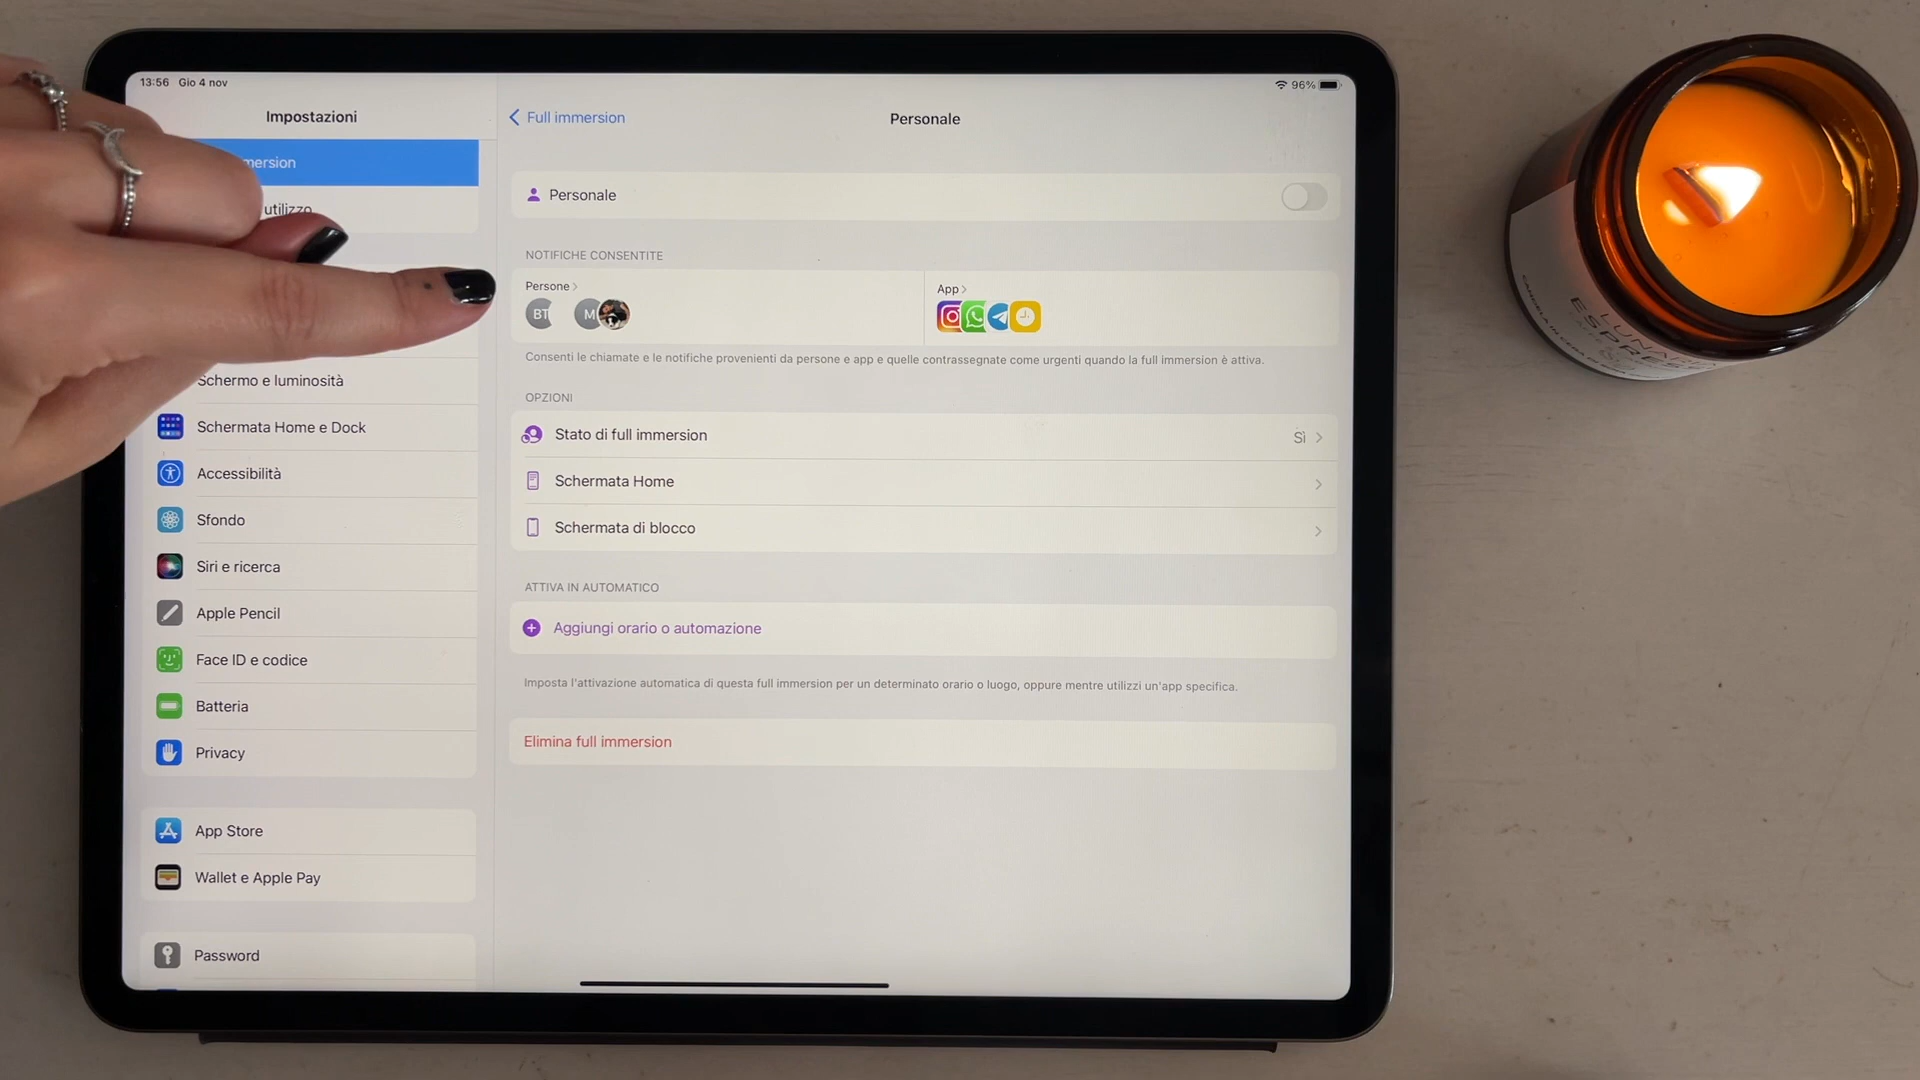 13:56 Gio 4 nov
96%
Impostazioni
utilizzo
Schermo e luminosità
Schermata Home e Dock
Accessibilità
Sfondo
Siri e ricerca
Apple Pencil
Face ID e codice
Batteria
Privacy
App Store
Wallet e Apple Pay
Password
Full immersion
Personale
Personale
NOTIFICHE CONSENTITE
Persone
BT M
App
Consenti le chiamate e le notifiche provenienti da persone e app e quelle contrassegnate come urgenti quando la full immersion è attiva.
OPZIONI
Stato di full immersion Sì
Schermata Home
Schermata di blocco
ATTIVA IN AUTOMATICO
Aggiungi orario o automazione
Imposta l'attivazione automatica di questa full immersion per un determinato orario o luogo, oppure mentre utilizzi un'app specifica.
Elimina full immersion